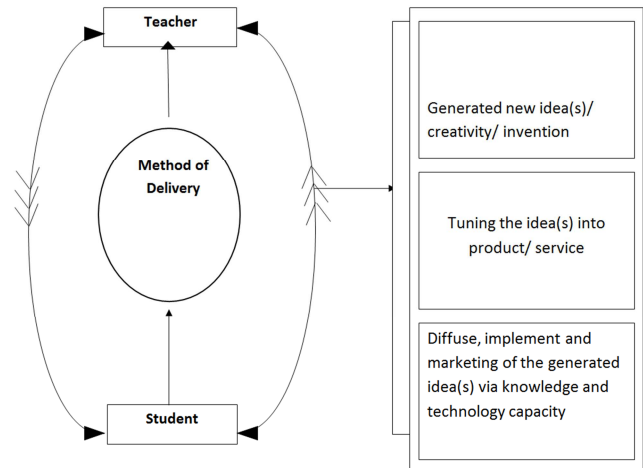 Teacher
Method of
Delivery
Student
Generated new idea(s)/
creativity/ invention
Tuning the idea(s) into
product/ service
Diffuse, implement and
marketing of the generated
idea(s) via knowledge and
technology capacity